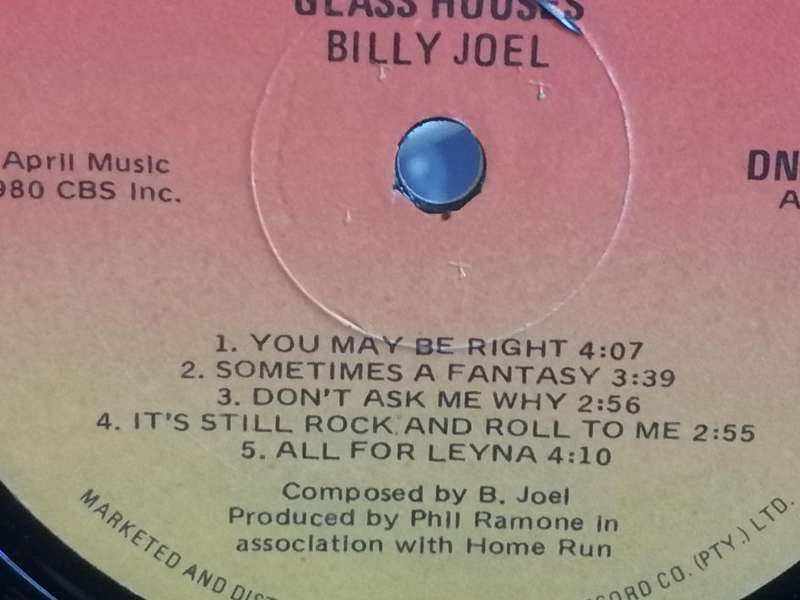 GLASS HOUSES
BILLY JOEL
April Music
980 CBS Inc.
DN
A
1. YOU MAY BE RIGHT 4:07
2. SOMETIMES A FANTASY 3:39
3. DON'T ASK ME WHY 2:56
4. IT'S STILL ROCK AND ROLL TO ME 2:55
5. ALL FOR LEYNA 4:10
Composed by B. Joel
Produced by Phil Ramone in
association with Home Run
MARKETED AND DIST
CORD CO. (PTY.) LTD.